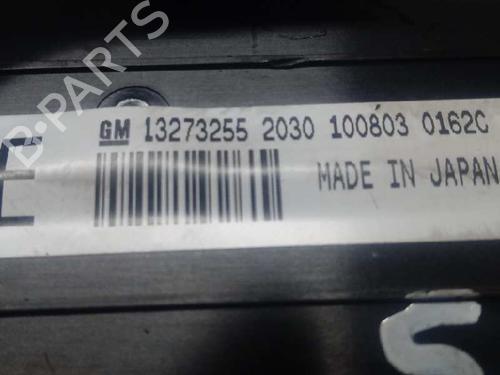 GM 13273255 2030 100803 0162C
E
MADE IN JAPAN
S
B-PARTS